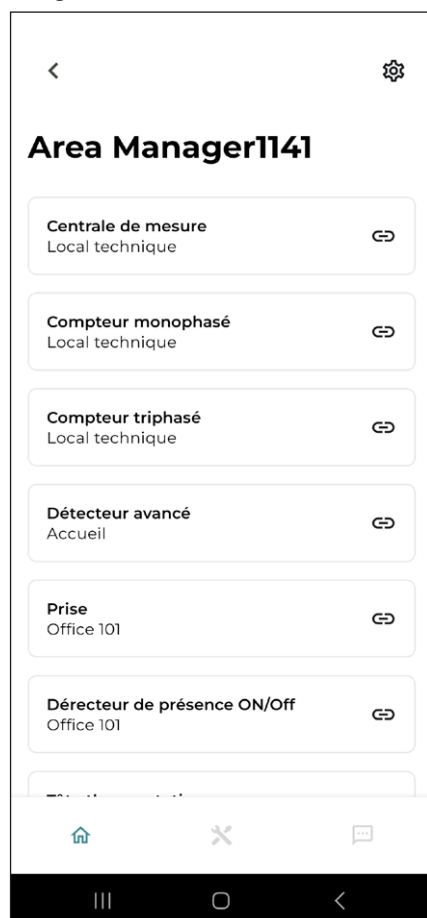 Area Manager1141
Centrale de mesure
Local technique
Compteur monophasé
Local technique
Compteur triphasé
Local technique
Détecteur avancé
Accueil
Prise
Office 101
Dérecteur de présence ON/Off
Office 101